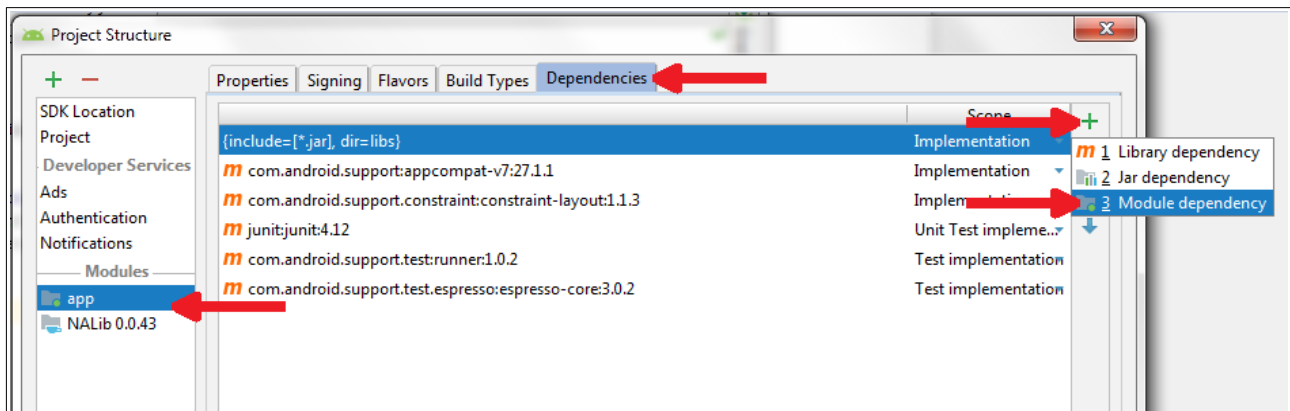 Project Structure
Properties Signing Flavors Build Types Dependencies
SDK Location
Project
Developer Services
Ads
Authentication
Notifications
Modules
app
NALib 0.0.43
Scope
{include=[*.jar], dir=libs} Implementation
m com.android.support:appcompat-v7:27.1.1 Implementation
m com.android.support.constraint:constraint-layout:1.1.3
m junit:junit:4.12 Unit Test impleme...
m com.android.support.test:runner:1.0.2 Test implementation
m com.android.support.test.espresso:espresso-core:3.0.2 Test implementation
m 1 Library dependency
2 Jar dependency
3 Module dependency